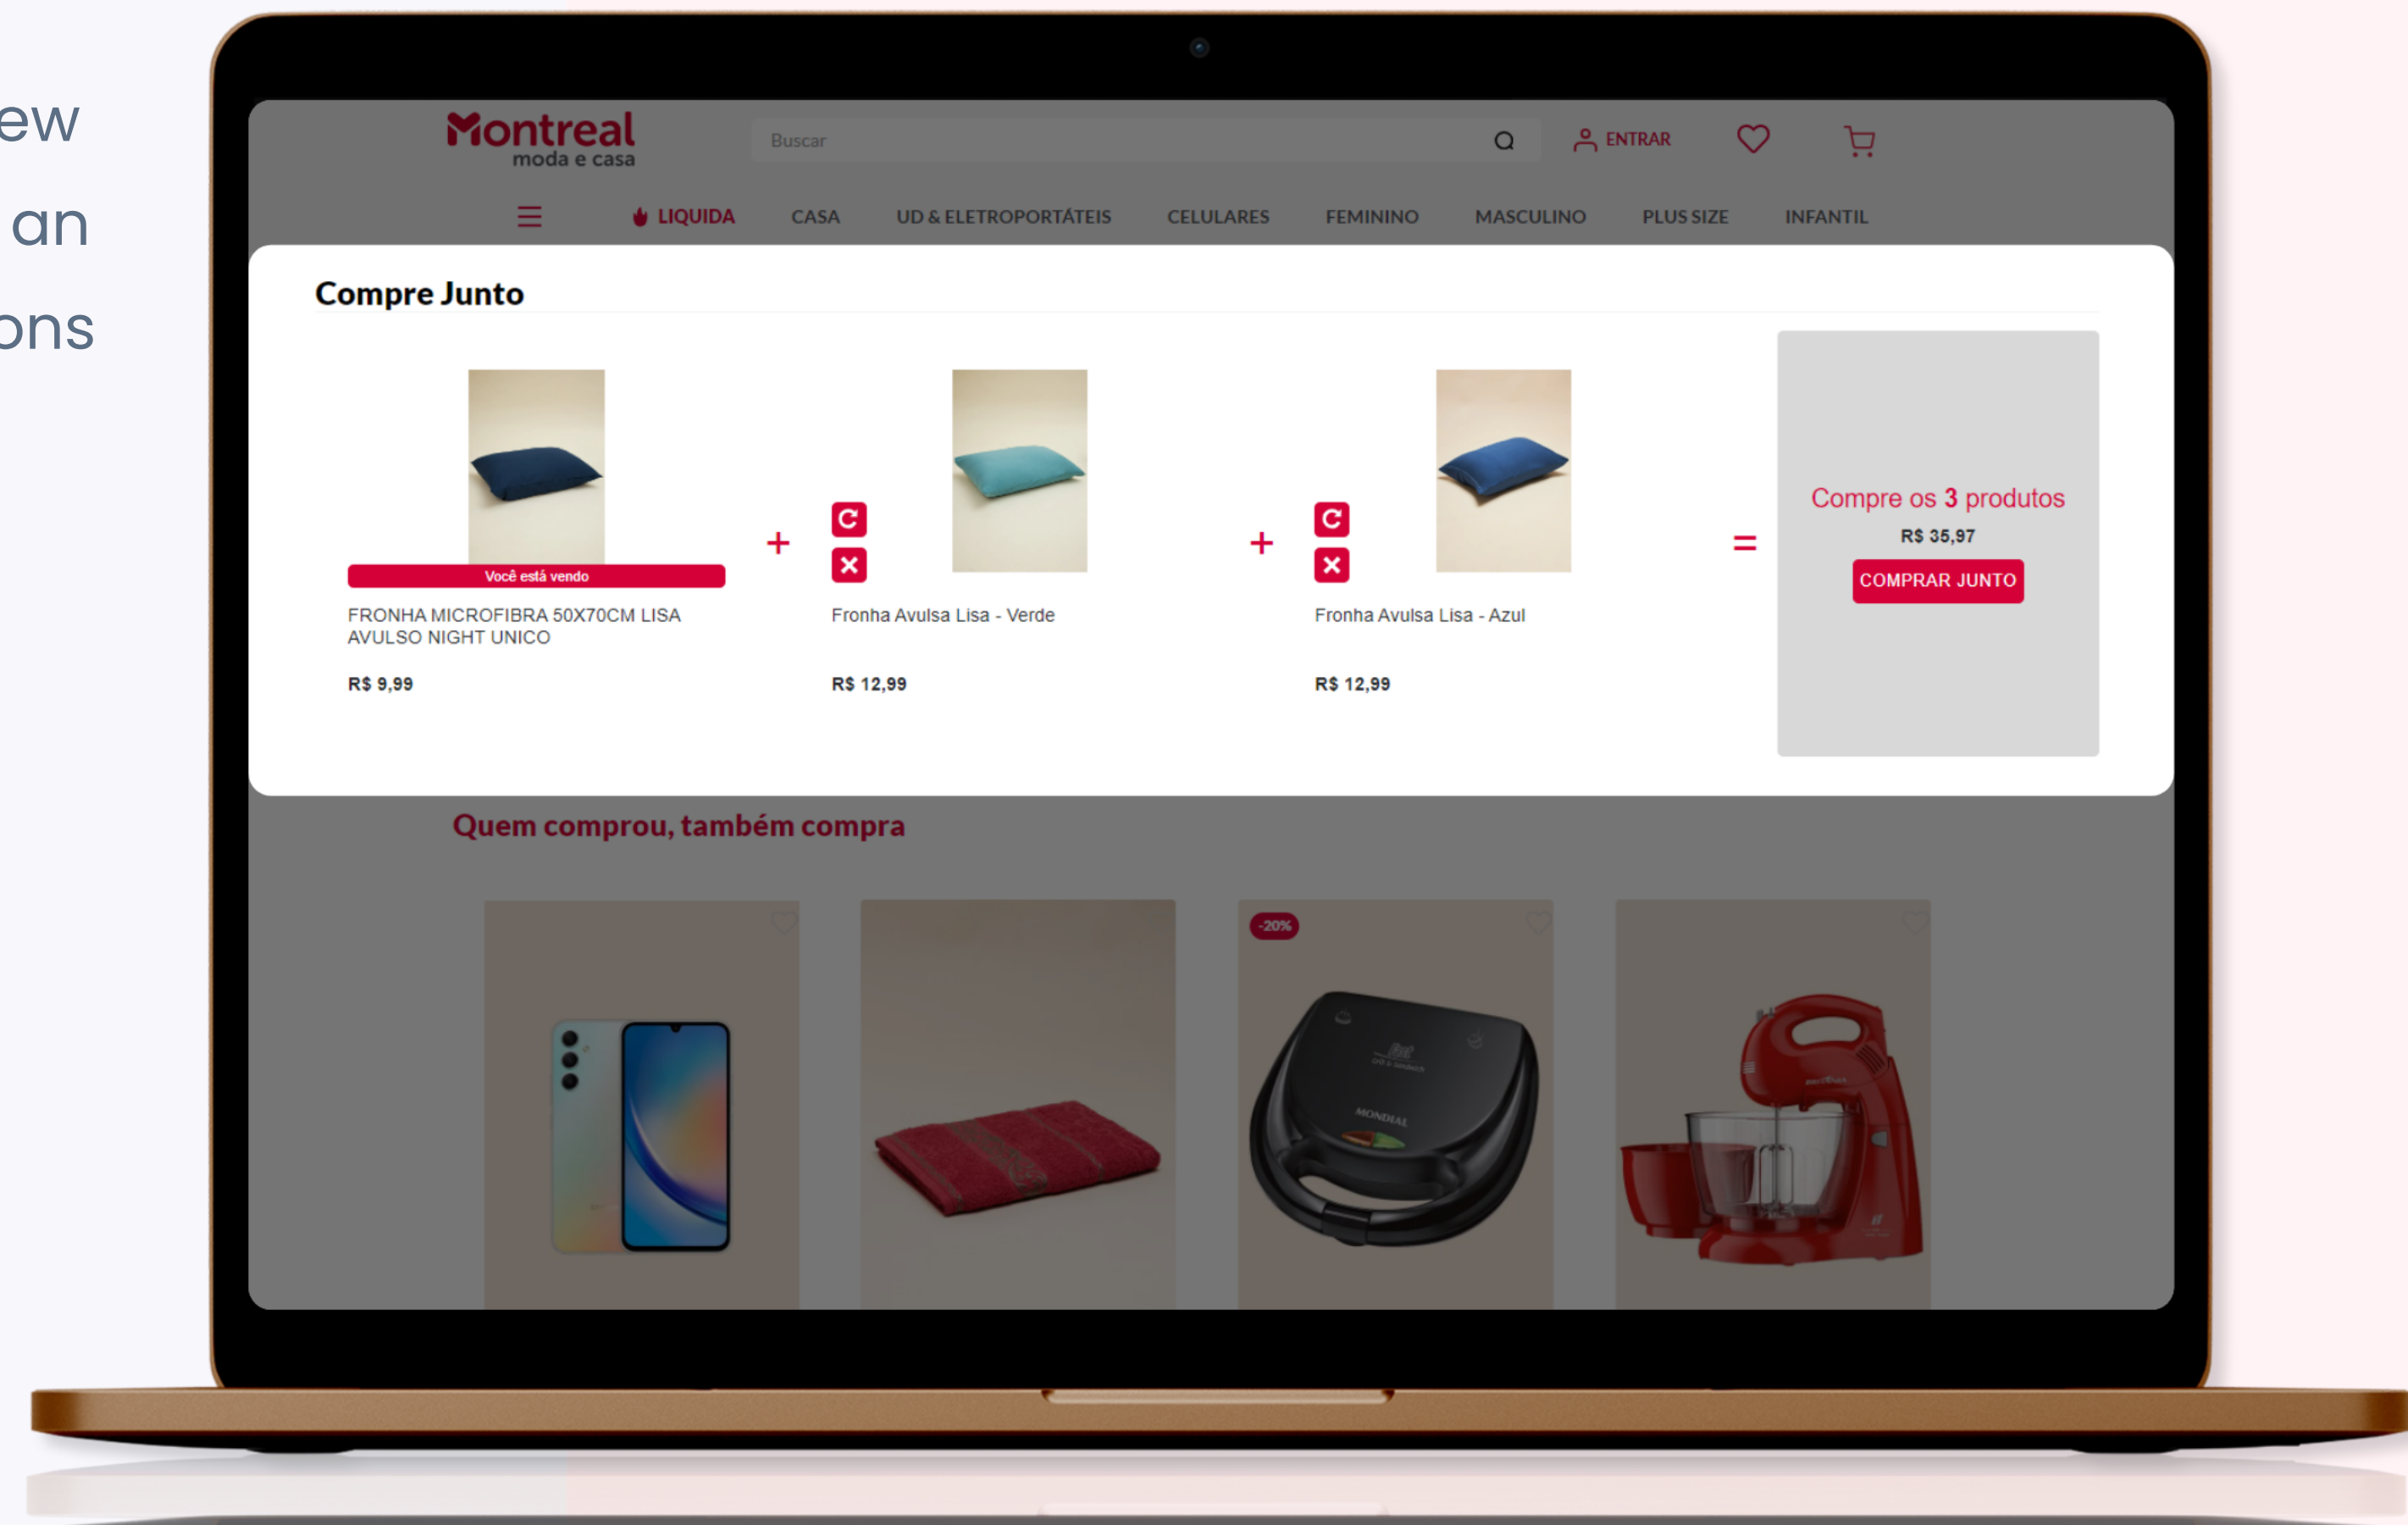 ew
an
ons
Montreal
moda e casa
Buscar
ENTRAR
LIQUIDA
CASA
UD & ELETROPORTÁTEIS
CELULARES
FEMININO
MASCULINO
PLUS SIZE
INFANTIL
Compre Junto
Você está vendo
FRONHA MICROFIBRA 50X70CM LISA
AVULSO NIGHT UNICO
R$ 9,99
+
Fronha Avulsa Lisa - Verde
R$ 12,99
+
Fronha Avulsa Lisa - Azul
R$ 12,99
=
Compre os 3 produtos
R$ 35,97
COMPRAR JUNTO
Quem comprou, também compra
-20%
MONDIAL